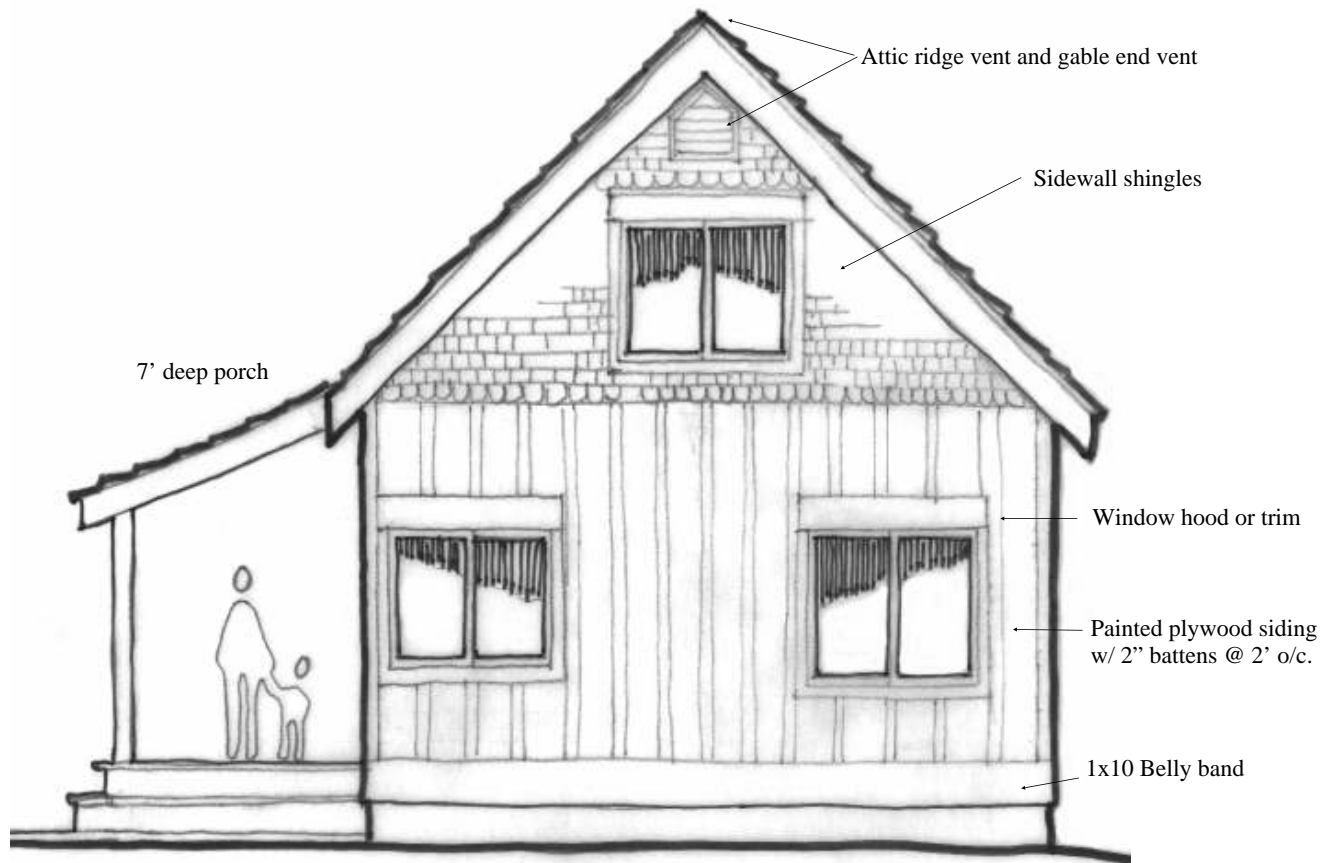 Attic ridge vent and gable end vent
Sidewall shingles
7’ deep porch
Window hood or trim
Painted plywood siding
w/ 2” battens @ 2' o/c.
1x10 Belly band